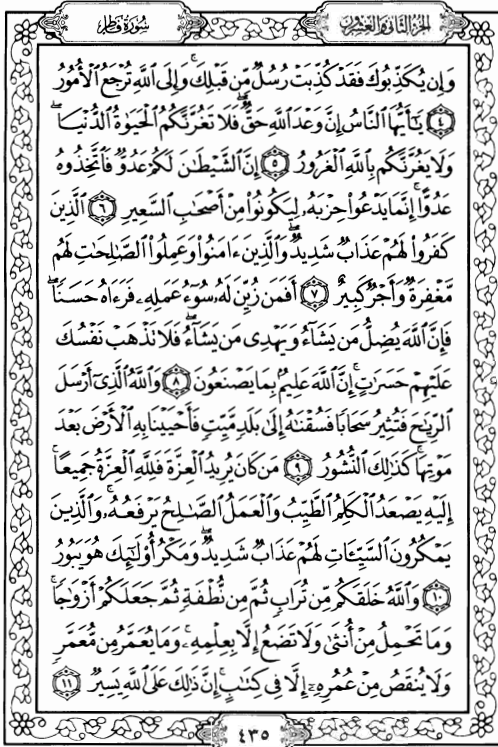 سورة فاطر
الجزء الثاني والعشرون
وَإِن يُكَذِّبُوكَ فَقَدْ كُذِّبَتْ رُسُلٌ مِّن قَبْلِكَ ۚ وَإِلَى ٱللَّهِ تُرْجَعُ ٱلْأُمُورُ
٤ يَـٰٓأَيُّهَا ٱلنَّاسُ إِنَّ وَعْدَ ٱللَّهِ حَقٌّ ۖ فَلَا تَغُرَّنَّكُمُ ٱلْحَيَوٰةُ ٱلدُّنْيَا ۖ
وَلَا يَغُرَّنَّكُم بِٱللَّهِ ٱلْغَرُورُ ٥ إِنَّ ٱلشَّيْطَـٰنَ لَكُمْ عَدُوٌّ فَٱتَّخِذُوهُ
عَدُوًّا ۚ إِنَّمَا يَدْعُوا۟ حِزْبَهُۥ لِيَكُونُوا۟ مِنْ أَصْحَـٰبِ ٱلسَّعِيرِ ٦ ٱلَّذِينَ
كَفَرُوا۟ لَهُمْ عَذَابٌ شَدِيدٌ ۖ وَٱلَّذِينَ ءَامَنُوا۟ وَعَمِلُوا۟ ٱلصَّـٰلِحَـٰتِ لَهُم
مَّغْفِرَةٌ وَأَجْرٌ كَبِيرٌ ٧ أَفَمَن زُيِّنَ لَهُۥ سُوٓءُ عَمَلِهِۦ فَرَءَاهُ حَسَنًا ۖ
فَإِنَّ ٱللَّهَ يُضِلُّ مَن يَشَآءُ وَيَهْدِى مَن يَشَآءُ ۖ فَلَا تَذْهَبْ نَفْسُكَ
عَلَيْهِمْ حَسَرَٰتٍ ۚ إِنَّ ٱللَّهَ عَلِيمٌۢ بِمَا يَصْنَعُونَ ٨ وَٱللَّهُ ٱلَّذِىٓ أَرْسَلَ
ٱلرِّيَـٰحَ فَتُثِيرُ سَحَابًا فَسُقْنَـٰهُ إِلَىٰ بَلَدٍ مَّيِّتٍ فَأَحْيَيْنَا بِهِ ٱلْأَرْضَ بَعْدَ
مَوْتِهَا ۚ كَذَٰلِكَ ٱلنُّشُورُ ٩ مَن كَانَ يُرِيدُ ٱلْعِزَّةَ فَلِلَّهِ ٱلْعِزَّةُ جَمِيعًا ۚ
إِلَيْهِ يَصْعَدُ ٱلْكَلِمُ ٱلطَّيِّبُ وَٱلْعَمَلُ ٱلصَّـٰلِحُ يَرْفَعُهُۥ ۚ وَٱلَّذِينَ
يَمْكُرُونَ ٱلسَّيِّـَٔاتِ لَهُمْ عَذَابٌ شَدِيدٌ ۖ وَمَكْرُ أُو۟لَـٰٓئِكَ هُوَ يَبُورُ
١٠ وَٱللَّهُ خَلَقَكُم مِّن تُرَابٍ ثُمَّ مِن نُّطْفَةٍ ثُمَّ جَعَلَكُمْ أَزْوَٰجًا ۚ
وَمَا تَحْمِلُ مِنْ أُنثَىٰ وَلَا تَضَعُ إِلَّا بِعِلْمِهِۦ ۚ وَمَا يُعَمَّرُ مِن مُّعَمَّرٍ
وَلَا يُنقَصُ مِنْ عُمُرِهِۦٓ إِلَّا فِى كِتَـٰبٍ ۚ إِنَّ ذَٰلِكَ عَلَى ٱللَّهِ يَسِيرٌ ١١
٤٣٥